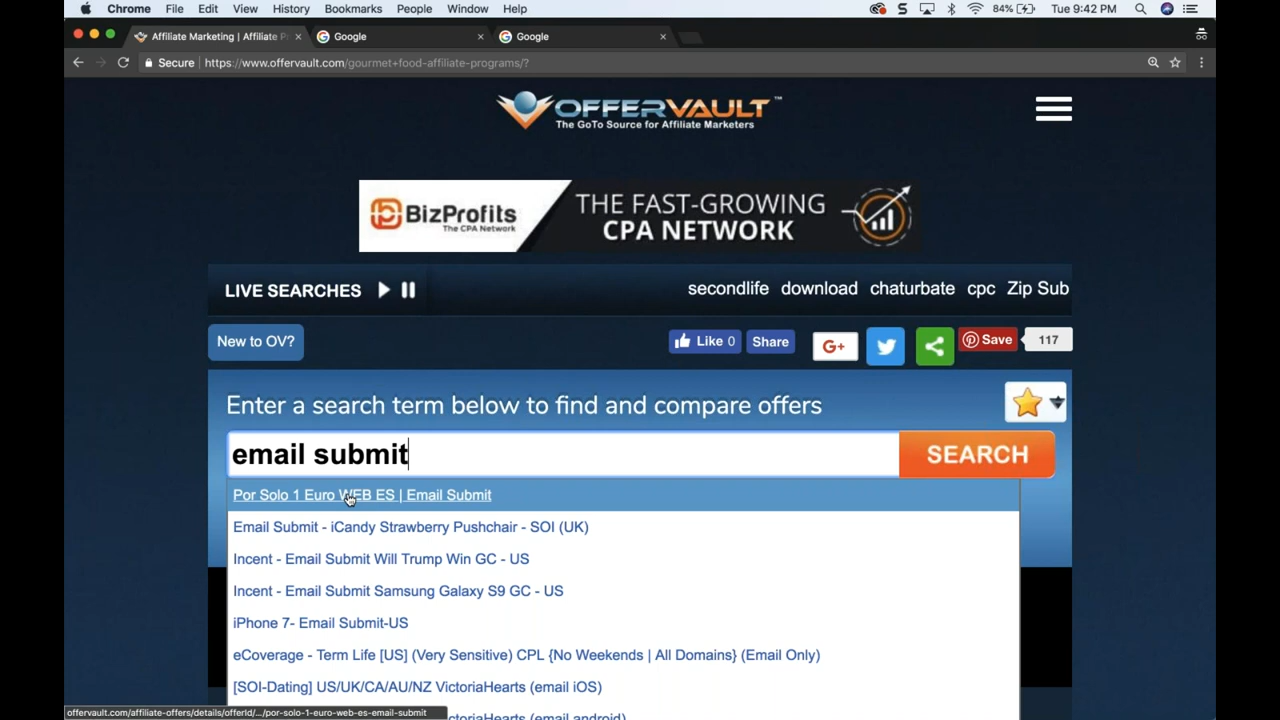 Chrome File Edit View History Bookmarks People Window Help 84% Tue 9:42 PM
Affiliate Marketing | Affiliate Pr Google Google
Secure https://www.offervault.com/gourmet+food-affiliate-programs/?
OFFERVAULT™
The GoTo Source for Affiliate Marketers
BizProfits
The CPA Network
THE FAST-GROWING
CPA NETWORK
LIVE SEARCHES secondlife download chaturbate cpc Zip Sub
New to OV? Like 0 Share G+ Save 117
Enter a search term below to find and compare offers
email submit SEARCH
Por Solo 1 Euro WEB ES | Email Submit
Email Submit - iCandy Strawberry Pushchair - SOI (UK)
Incent - Email Submit Will Trump Win GC - US
Incent - Email Submit Samsung Galaxy S9 GC - US
iPhone 7- Email Submit-US
eCoverage - Term Life [US] (Very Sensitive) CPL {No Weekends | All Domains} (Email Only)
[SOI-Dating] US/UK/CA/AU/NZ VictoriaHearts (email iOS)
offervault.com/affiliate-offers/details/offerId/.../por-solo-1-euro-web-es-email-submit
ctoriaHearts (email android)